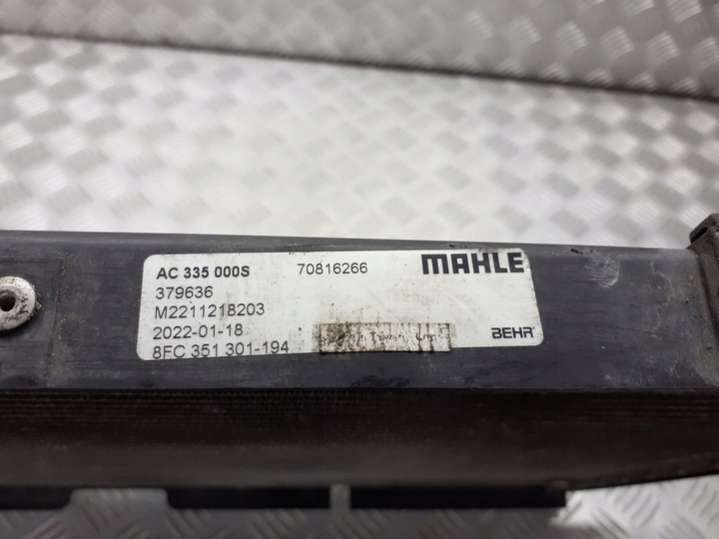 AC 335 000S 70816266 MAHLE
379636
M2211218203
2022-01-18
8FC 351 301-194 BEHR